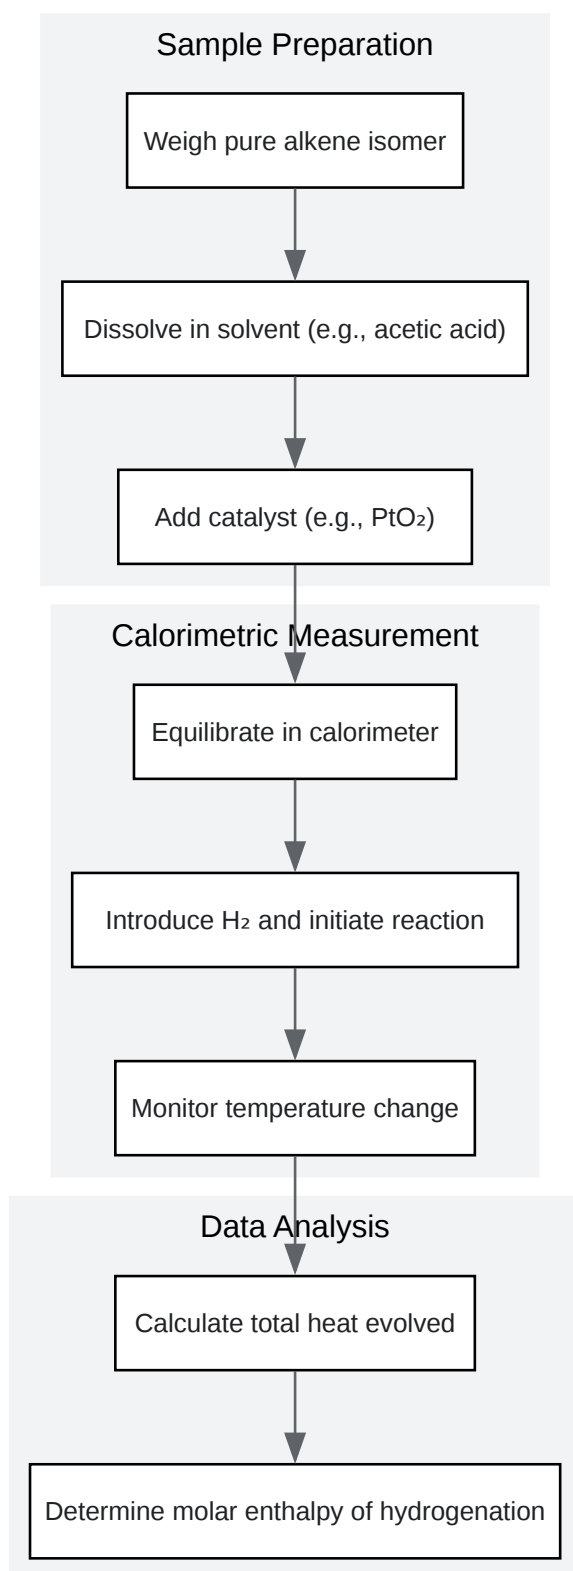 Sample Preparation
Weigh pure alkene isomer
Dissolve in solvent (e.g., acetic acid)
Add catalyst (e.g., PtO₂)
Calorimetric Measurement
Equilibrate in calorimeter
Introduce H₂ and initiate reaction
Monitor temperature change
Data Analysis
Calculate total heat evolved
Determine molar enthalpy of hydrogenation